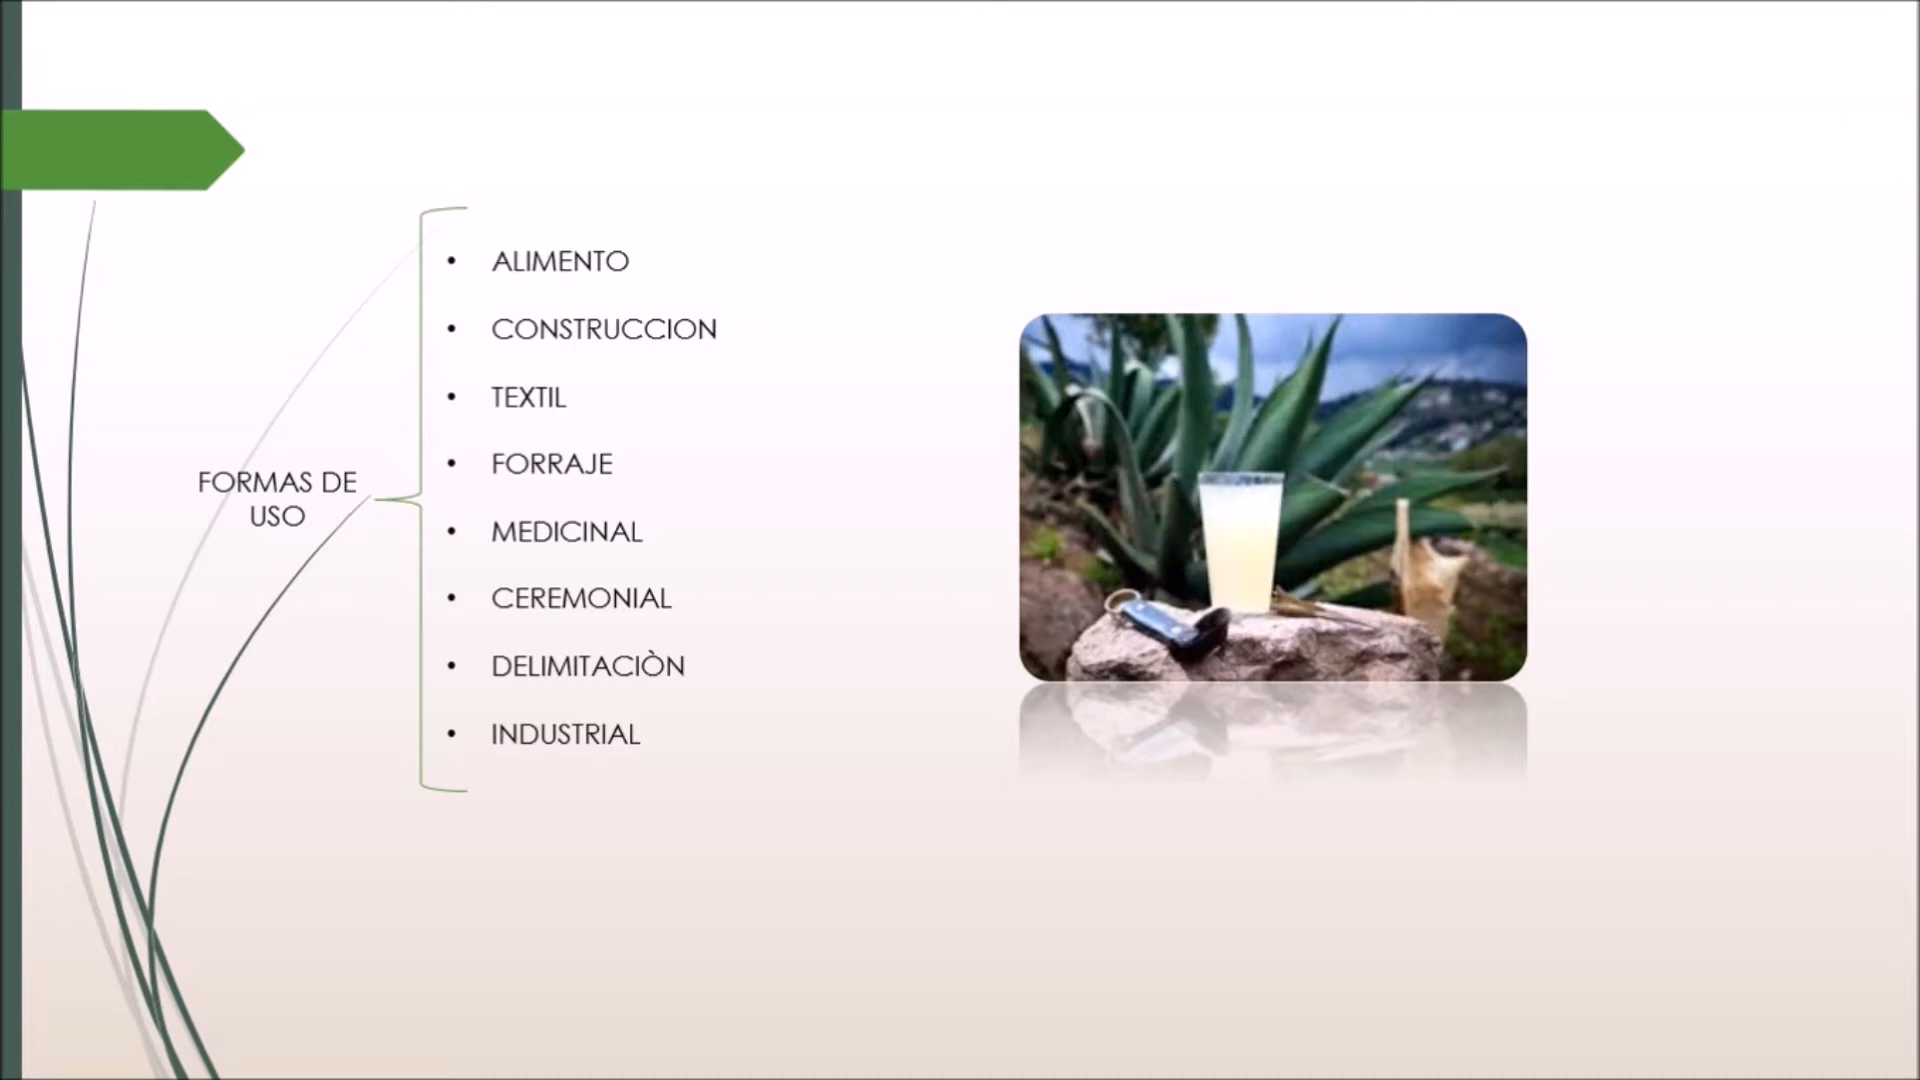 FORMAS DE
USO
• ALIMENTO
• CONSTRUCCION
• TEXTIL
• FORRAJE
• MEDICINAL
• CEREMONIAL
• DELIMITACIÒN
• INDUSTRIAL